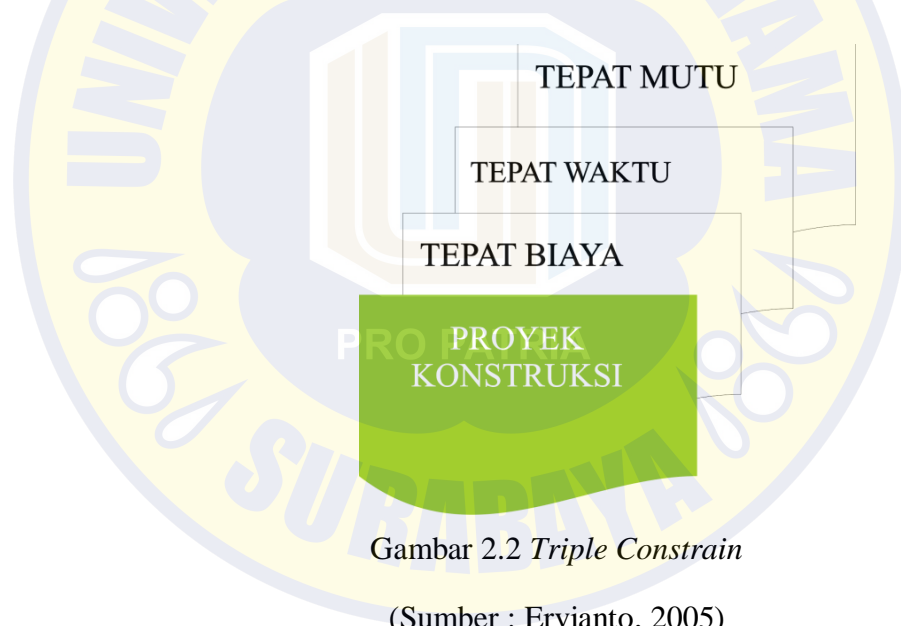 TEPAT MUTU
TEPAT WAKTU
TEPAT BIAYA
PROYEK
KONSTRUKSI
PRO PATRIA
SURABAYA
Gambar 2.2 Triple Constrain
(Sumber : Ervianto, 2005)